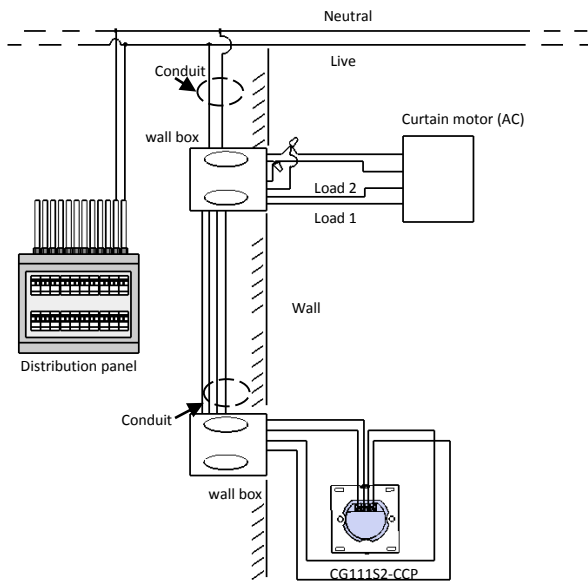 Neutral
Live
Conduit
wall box
Curtain motor (AC)
Load 2
Load 1
Wall
Distribution panel
Conduit
wall box
CG111S2-CCP